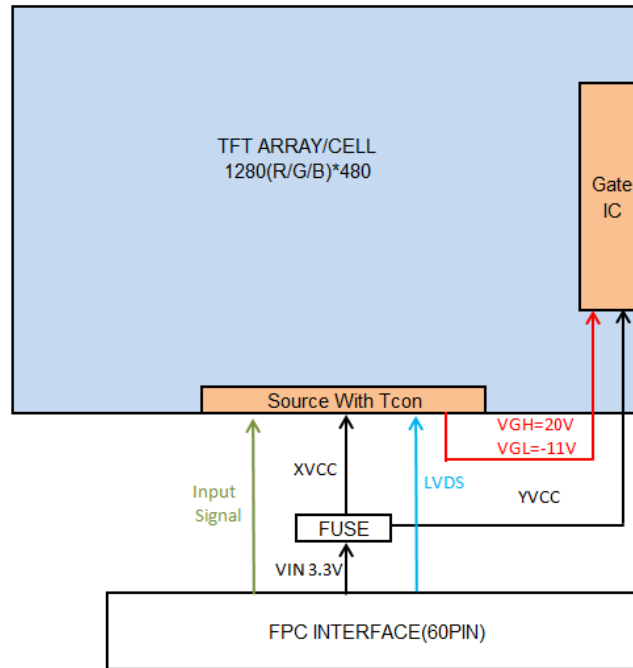 TFT ARRAY/CELL
1280(R/G/B)*480
Gate
IC
Source With Tcon
VGH=20V
VGL=-11V
XVCC
LVDS
YVCC
Input
Signal
FUSE
VIN 3.3V
FPC INTERFACE(60PIN)